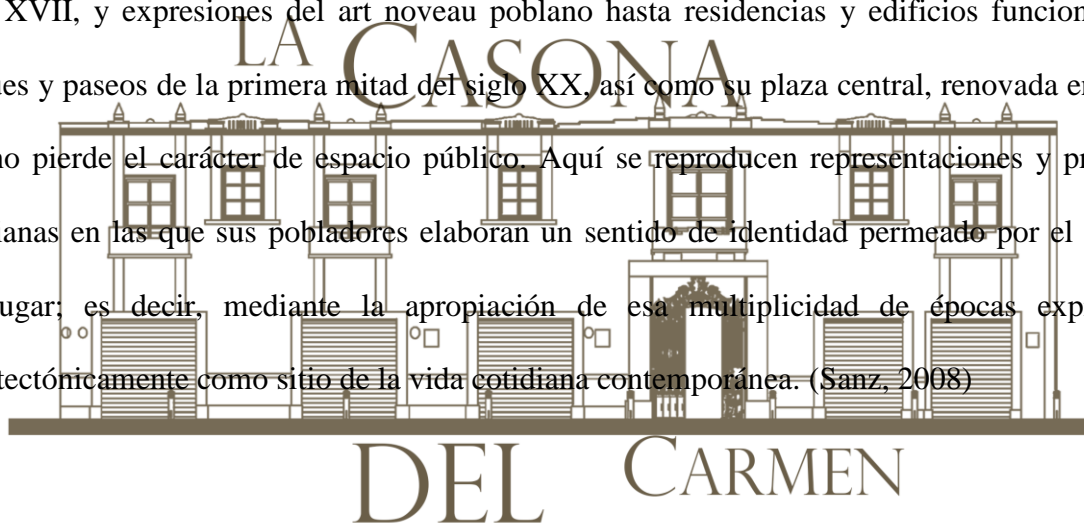 XVII, y expresiones del art noveau poblano hasta residencias y edificios funcion
LA CASONA
ues y paseos de la primera mitad del siglo XX, así como su plaza central, renovada en
no pierde el carácter de espacio público. Aquí se reproducen representaciones y pr
ianas en las que sus pobladores elaboran un sentido de identidad permeado por el
ugar; es decir, mediante la apropiación de esa multiplicidad de épocas exp
tectónicamente como sitio de la vida cotidiana contemporánea. (Sanz, 2008)
DEL CARMEN